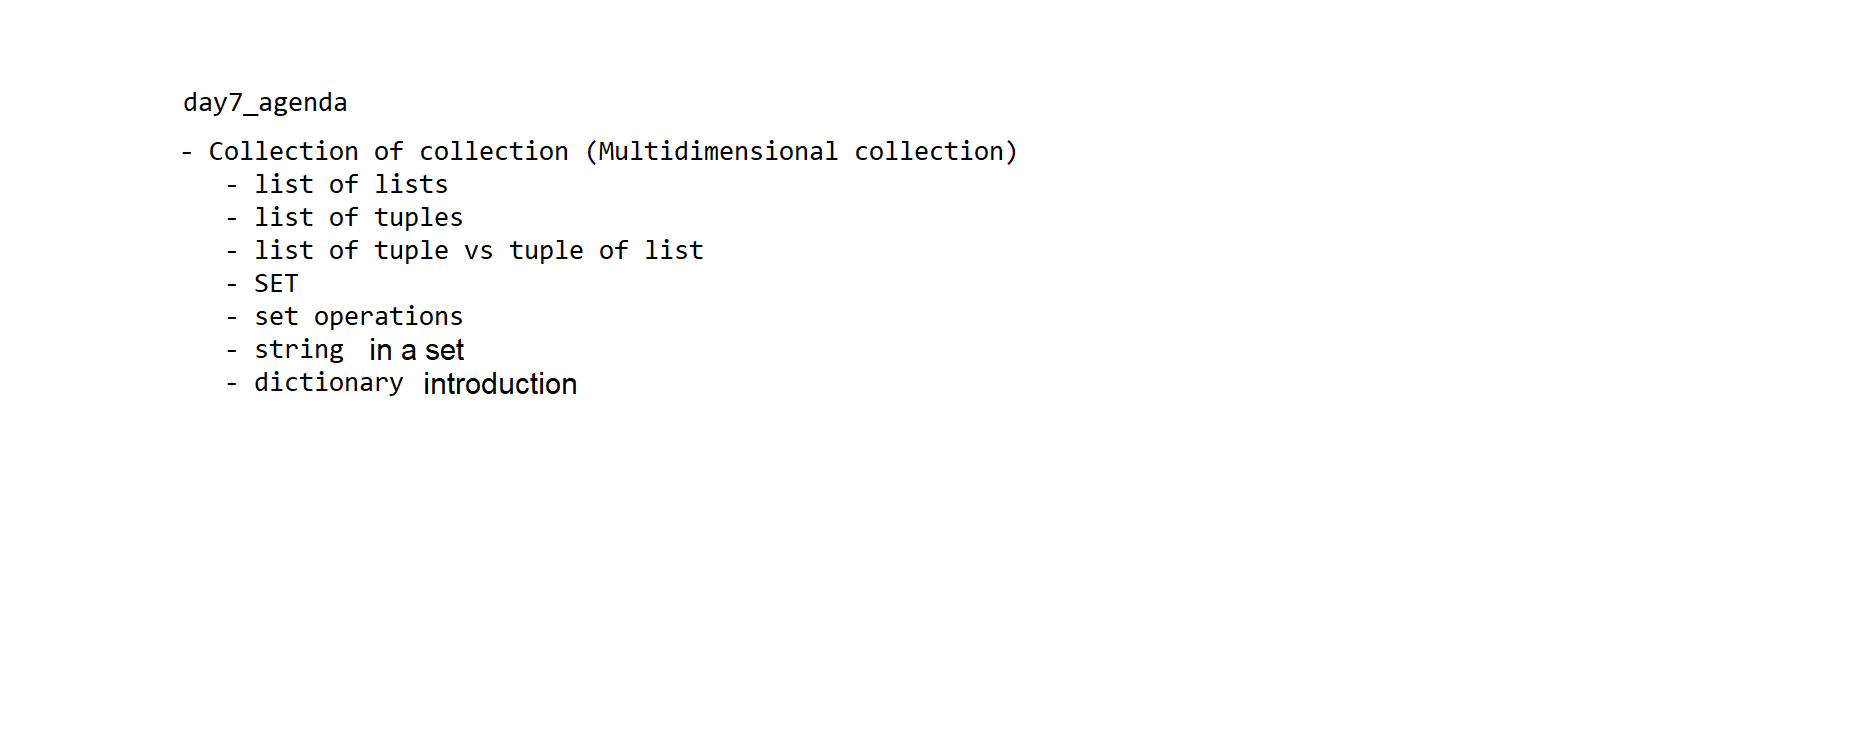 day7_agenda
- Collection of collection (Multidimensional collection)
- list of lists
- list of tuples
- list of tuple vs tuple of list
- SET
- set operations
- string in a set
- dictionary introduction